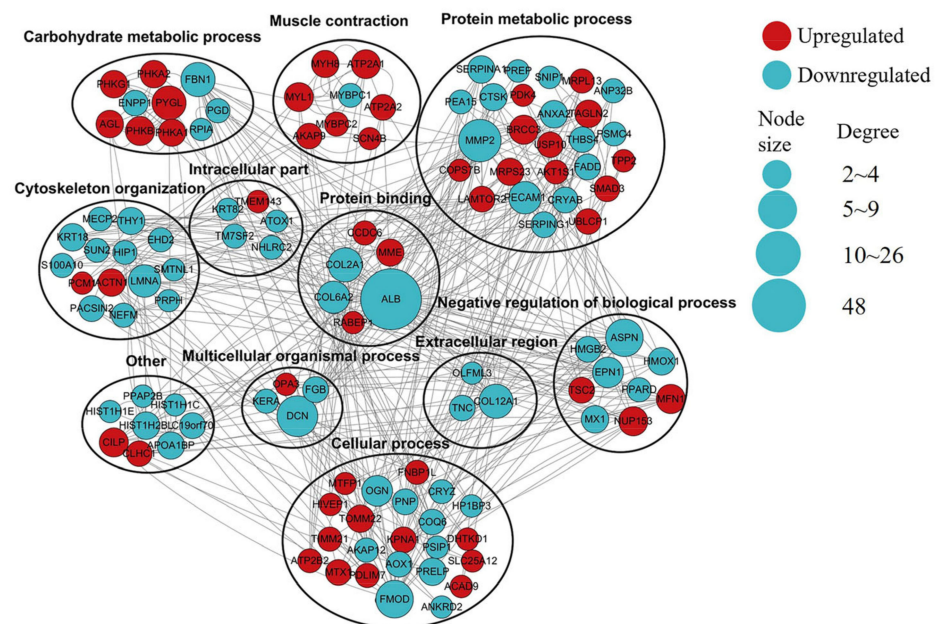 Muscle contraction
Protein metabolic process
Carbohydrate metabolic process
Upregulated
Downregulated
Node
size
Degree
2~4
5~9
10~26
48
PHKG1
PHKA2
FBN1
ENPP1
PYGL
PGD
AGL
PHKB
PHKA1
RPIA
MYH8
ATP2A1
MYL1
MYBPC1
ATP2A2
MYBPC2
AKAP9
SCN4B
SERPINA1
PREP
SNIP1
MRPL13
ANP32B
PEA15
CTSK
PDK4
ANXA2
TAGLN2
MMP2
BRCC3
USP10
THBS4
PSMC4
COPS7B
MRPS23
AKT1S1
FADD
TPP2
LAMTOR2
PECAM1
CRYAB
SMAD3
SERPING1
UBLCP1
Intracellular part
TMEM143
KRT82
ATOX1
TM7SF2
NHLRC2
Cytoskeleton organization
MECP2
THY1
KRT18
SUN2
HIP1
EHD2
S100A10
SMTNL1
PCM1
ACTN1
LMNA
PACSIN2
NEFM
PRPH
Protein binding
CCDC6
MME
COL2A1
ALB
COL6A2
RABEP1
Negative regulation of biological process
ASPN
HMGB2
HMOX1
EPN1
TSC2
PPARD
MFN1
MX1
NUP153
Other
PPAP2B
HIST1H1E
HIST1H1C
HIST1H2BL
C19orf70
CILP
APOA1BP
CLHC1
Multicellular organismal process
OPA3
FGB
KERA
DCN
Extracellular region
OLFML3
TNC
COL12A1
Cellular process
FNBP1L
MTFP1
OGN
CRYZ
HIVEP1
PNP
HP1BP3
TOMM22
COQ6
TIMM21
KPNA1
DHTKD1
AKAP12
PSIP1
SLC25A12
ATP2B2
AOX1
MTX1
PDLIM7
PRELP
ACAD9
FMOD
ANKRD2